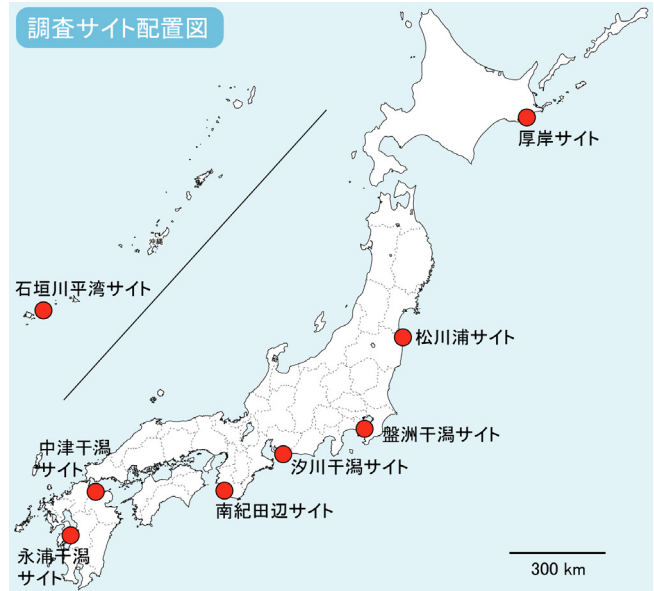 調査サイト配置図
厚岸サイト
沖縄
石垣川平湾サイト
松川浦サイト
盤洲干潟サイト
中津干潟
サイト
汐川干潟サイト
南紀田辺サイト
永浦干潟
サイト
300 km